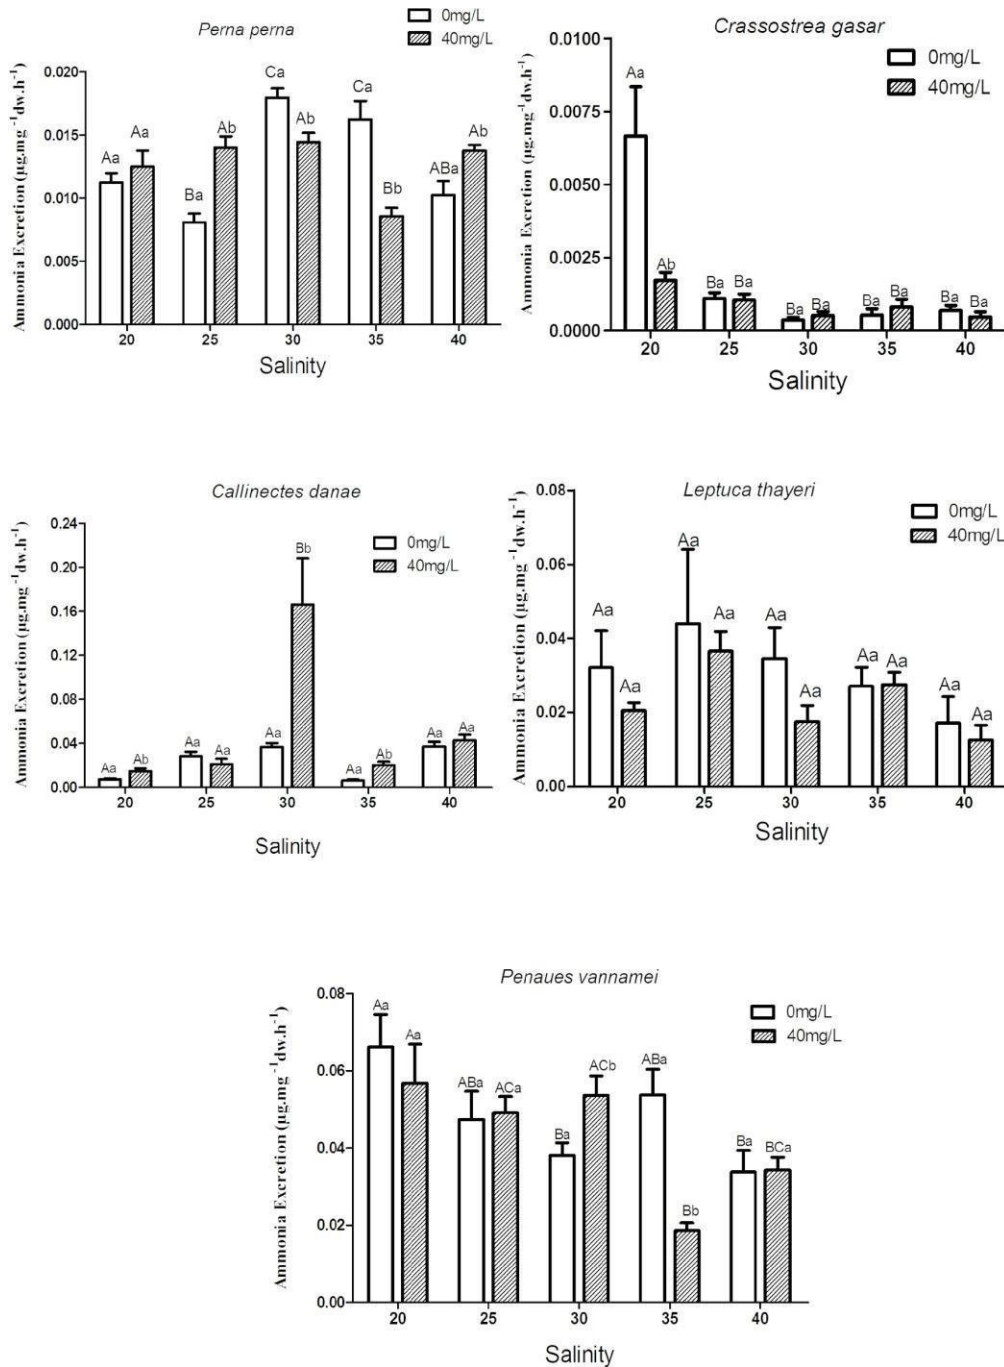 Perna perna
0mg/L
40mg/L
Ammonia Excretion (µg.mg⁻¹dw.h⁻¹)
0.020
0.015
0.010
0.005
0.000
Aa
Aa
Ba
Ab
Ca
Ab
Ca
Bb
ABa
Ab
20 25 30 35 40
Salinity
Crassostrea gasar
0mg/L
40mg/L
Ammonia Excretion (µg.mg⁻¹dw.h⁻¹)
0.0100
0.0075
0.0050
0.0025
0.0000
Aa
Ab
Ba
Ba
Ba
Ba
Ba
Ba
Ba
Ba
20 25 30 35 40
Salinity
Callinectes danae
0mg/L
40mg/L
Ammonia Excretion (µg.mg⁻¹dw.h⁻¹)
0.24
0.20
0.16
0.12
0.08
0.04
0.00
Aa
Ab
Aa
Aa
Aa
Bb
Aa
Ab
Aa
Aa
20 25 30 35 40
Salinity
Leptuca thayeri
0mg/L
40mg/L
Ammonia Excretion (µg.mg⁻¹dw.h⁻¹)
0.08
0.06
0.04
0.02
0.00
Aa
Aa
Aa
Aa
Aa
Aa
Aa
Aa
Aa
Aa
20 25 30 35 40
Salinity
Penaues vannamei
0mg/L
40mg/L
Ammonia Excretion (µg.mg⁻¹dw.h⁻¹)
0.08
0.06
0.04
0.02
0.00
Aa
Aa
ABa
ACa
Ba
ACb
ABa
Bb
Ba
BCa
20 25 30 35 40
Salinity